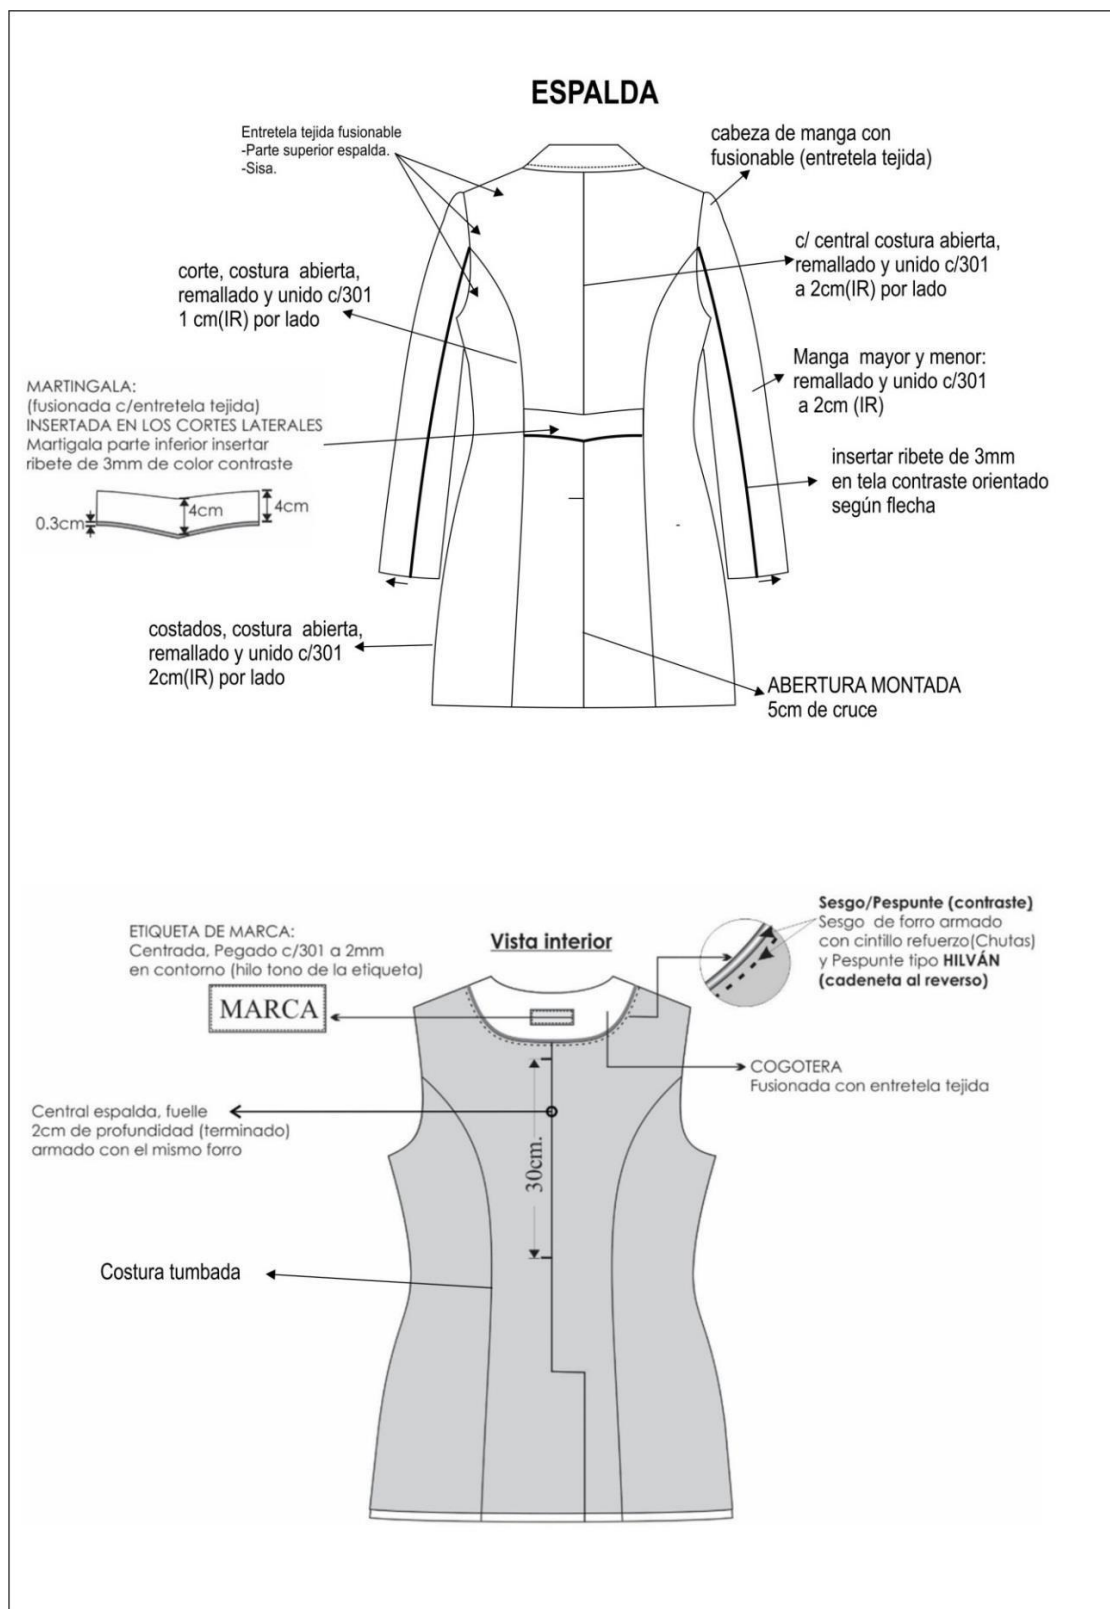 ESPALDA
Entretela tejida fusionable
-Parte superior espalda.
-Sisa.
cabeza de manga con
fusionable (entretela tejida)
c/ central costura abierta,
remallado y unido c/301
a 2cm(IR) por lado
corte, costura abierta,
remallado y unido c/301
1 cm(IR) por lado
Manga mayor y menor:
remallado y unido c/301
a 2cm (IR)
MARTINGALA:
(fusionada c/entretela tejida)
INSERTADA EN LOS CORTES LATERALES
Martigala parte inferior insertar
ribete de 3mm de color contraste
insertar ribete de 3mm
en tela contraste orientado
según flecha
4cm
4cm
0.3cm
costados, costura abierta,
remallado y unido c/301
2cm(IR) por lado
ABERTURA MONTADA
5cm de cruce
Sesgo/Pespunte (contraste)
Sesgo de forro armado
con cintillo refuerzo(Chutas)
y Pespunte tipo HILVÁN
(cadeneta al reverso)
ETIQUETA DE MARCA:
Centrada, Pegado c/301 a 2mm
en contorno (hilo tono de la etiqueta)
Vista interior
MARCA
COGOTERA
Fusionada con entretela tejida
Central espalda, fuelle
2cm de profundidad (terminado)
armado con el mismo forro
30cm.
Costura tumbada